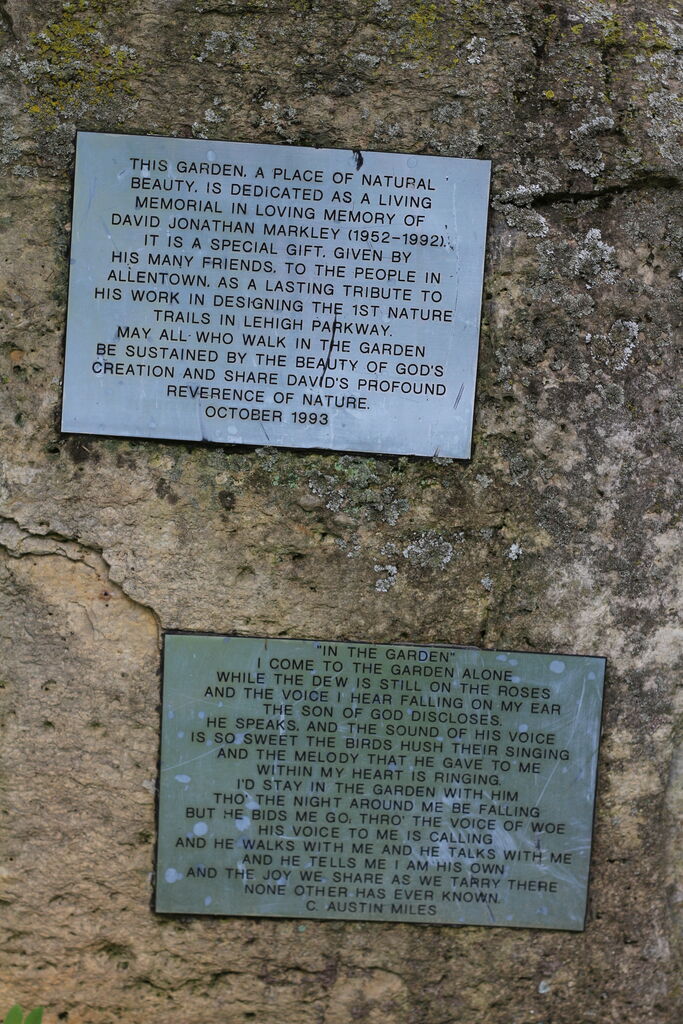 THIS GARDEN, A PLACE OF NATURAL
BEAUTY, IS DEDICATED AS A LIVING
MEMORIAL IN LOVING MEMORY OF
DAVID JONATHAN MARKLEY (1952-1992).
IT IS A SPECIAL GIFT, GIVEN BY
HIS MANY FRIENDS, TO THE PEOPLE IN
ALLENTOWN, AS A LASTING TRIBUTE TO
HIS WORK IN DESIGNING THE 1ST NATURE
TRAILS IN LEHIGH PARKWAY.
MAY ALL WHO WALK IN THE GARDEN
BE SUSTAINED BY THE BEAUTY OF GOD'S
CREATION AND SHARE DAVID'S PROFOUND
REVERENCE OF NATURE.
OCTOBER 1993
"IN THE GARDEN"
I COME TO THE GARDEN ALONE
WHILE THE DEW IS STILL ON THE ROSES
AND THE VOICE I HEAR FALLING ON MY EAR
THE SON OF GOD DISCLOSES.
HE SPEAKS, AND THE SOUND OF HIS VOICE
IS SO SWEET THE BIRDS HUSH THEIR SINGING
AND THE MELODY THAT HE GAVE TO ME
WITHIN MY HEART IS RINGING.
I'D STAY IN THE GARDEN WITH HIM
THO' THE NIGHT AROUND ME BE FALLING
BUT HE BIDS ME GO; THRO' THE VOICE OF WOE
HIS VOICE TO ME IS CALLING
AND HE WALKS WITH ME AND HE TALKS WITH ME
AND HE TELLS ME I AM HIS OWN
AND THE JOY WE SHARE AS WE TARRY THERE
NONE OTHER HAS EVER KNOWN.
C. AUSTIN MILES